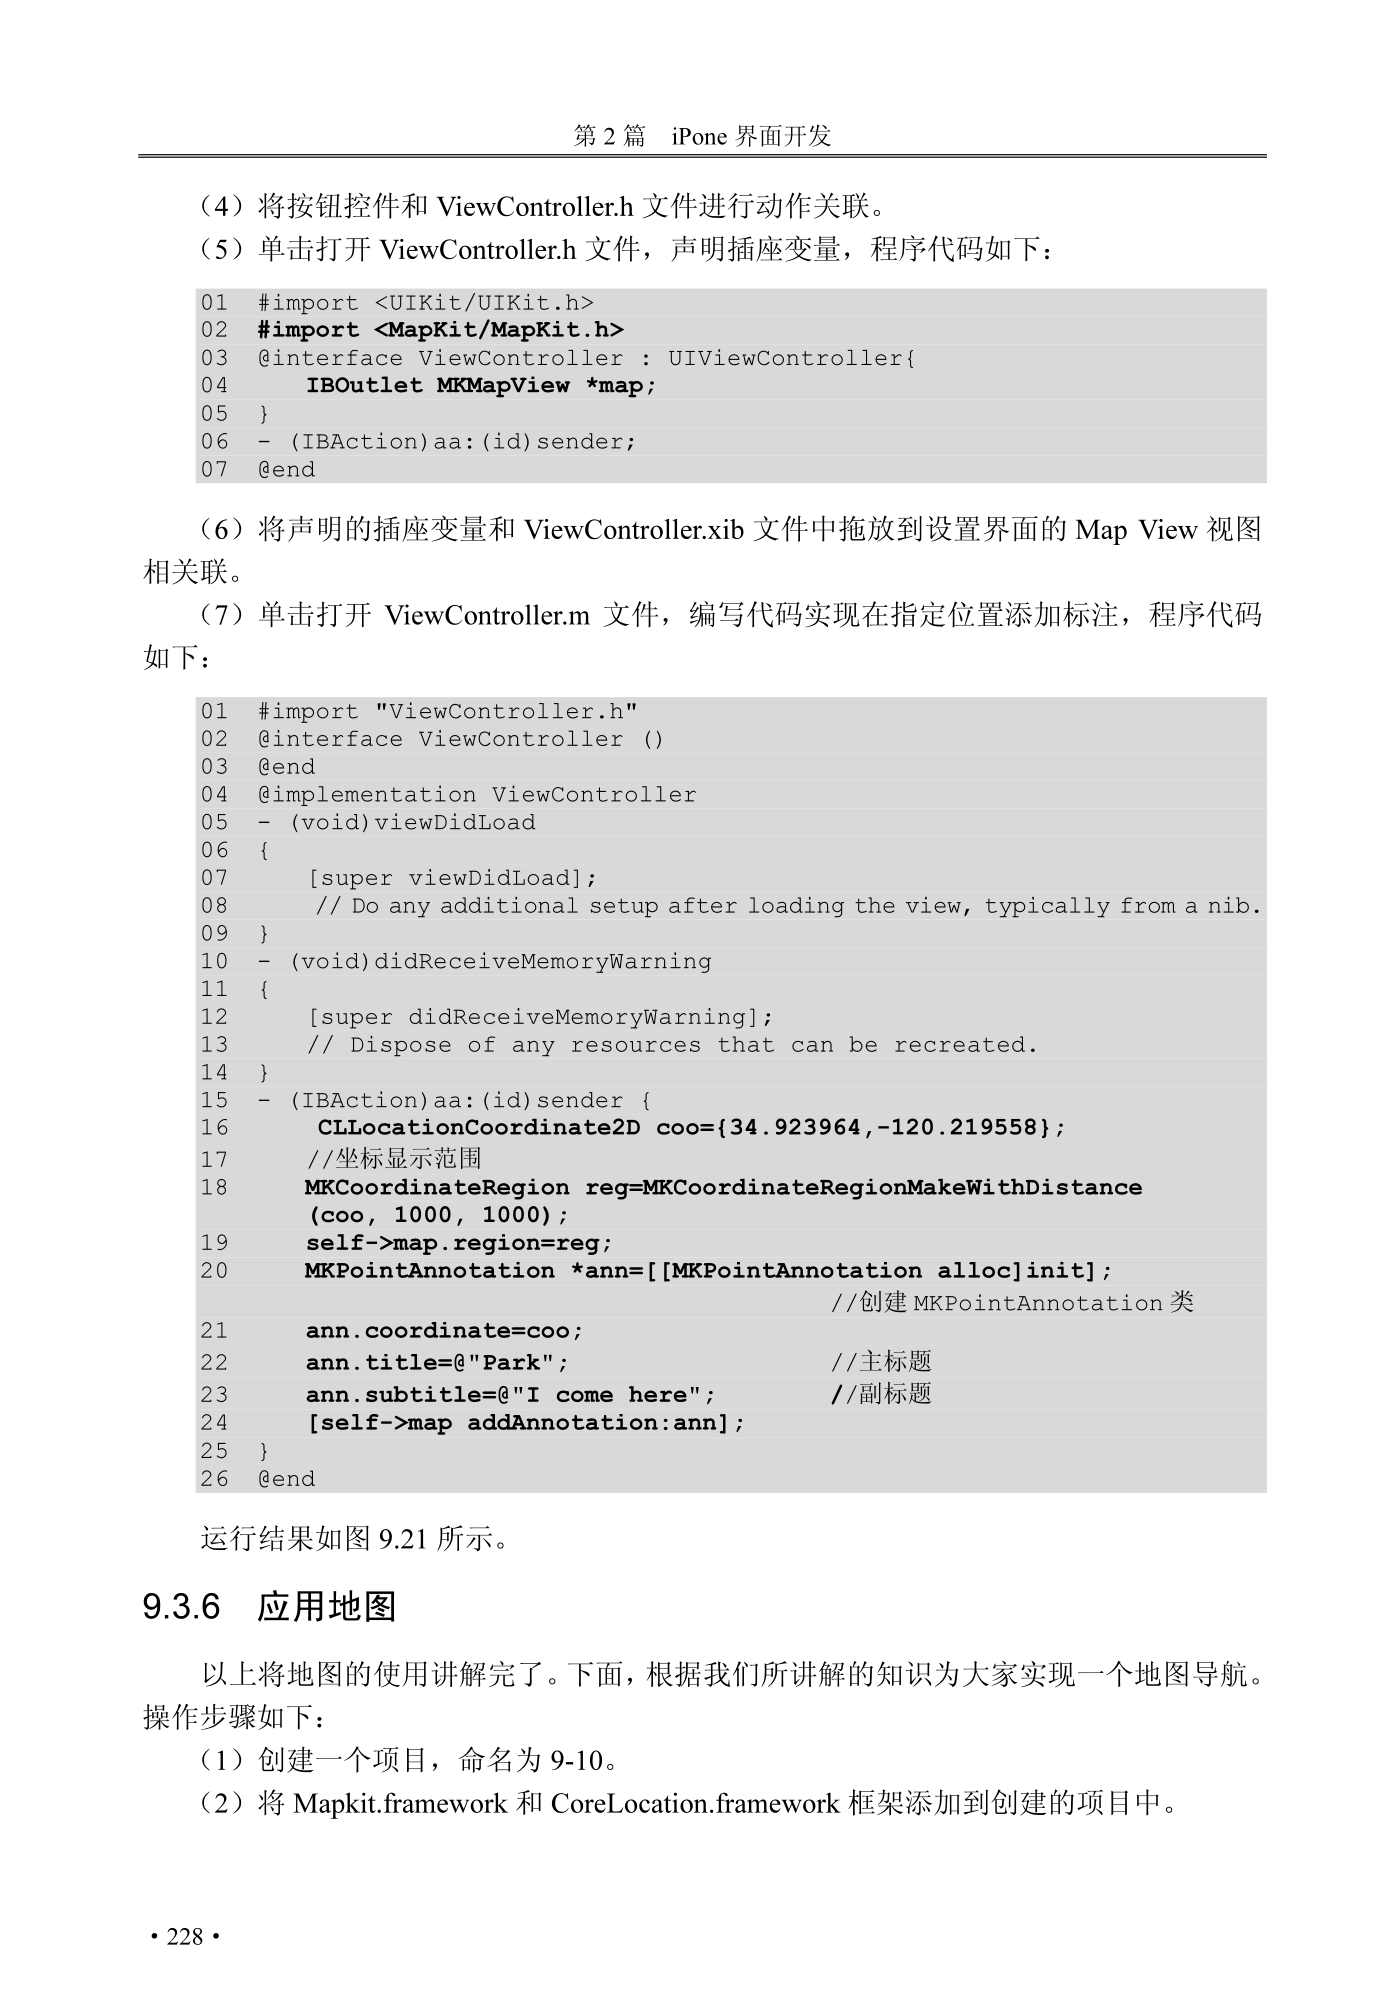 第 2 篇 iPone 界面开发
（4）将按钮控件和 ViewController.h 文件进行动作关联。
（5）单击打开 ViewController.h 文件，声明插座变量，程序代码如下：
01 #import <UIKit/UIKit.h>
02 #import <MapKit/MapKit.h>
03 @interface ViewController : UIViewController{
04 IBOutlet MKMapView *map;
05 }
06 - (IBAction)aa:(id)sender;
07 @end
（6）将声明的插座变量和 ViewController.xib 文件中拖放到设置界面的 Map View 视图
相关联。
（7）单击打开 ViewController.m 文件，编写代码实现在指定位置添加标注，程序代码
如下：
01 #import "ViewController.h"
02 @interface ViewController ()
03 @end
04 @implementation ViewController
05 - (void)viewDidLoad
06 {
07 [super viewDidLoad];
08 // Do any additional setup after loading the view, typically from a nib.
09 }
10 - (void)didReceiveMemoryWarning
11 {
12 [super didReceiveMemoryWarning];
13 // Dispose of any resources that can be recreated.
14 }
15 - (IBAction)aa:(id)sender {
16 CLLocationCoordinate2D coo={34.923964,-120.219558};
17 //坐标显示范围
18 MKCoordinateRegion reg=MKCoordinateRegionMakeWithDistance
(coo, 1000, 1000);
19 self->map.region=reg;
20 MKPointAnnotation *ann=[[MKPointAnnotation alloc]init];
//创建 MKPointAnnotation 类
21 ann.coordinate=coo;
22 ann.title=@"Park"; //主标题
23 ann.subtitle=@"I come here"; //副标题
24 [self->map addAnnotation:ann];
25 }
26 @end
运行结果如图 9.21 所示。
9.3.6 应用地图
以上将地图的使用讲解完了。下面，根据我们所讲解的知识为大家实现一个地图导航。
操作步骤如下：
（1）创建一个项目，命名为 9-10。
（2）将 Mapkit.framework 和 CoreLocation.framework 框架添加到创建的项目中。
·228·